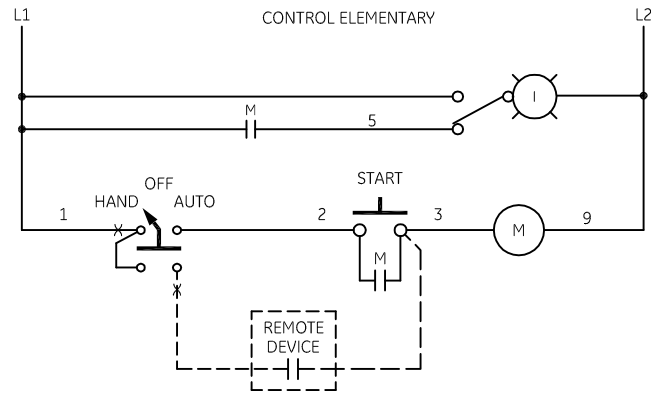 L1
CONTROL ELEMENTARY
L2
I
M
5
OFF
HAND
AUTO
START
1
2
3
M
9
M
REMOTE
DEVICE